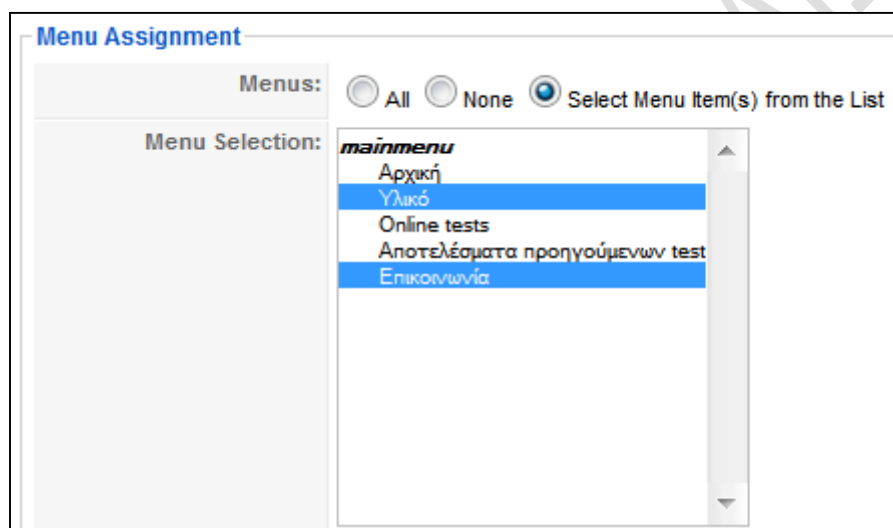 Menu Assignment
Menus: All None Select Menu Item(s) from the List
Menu Selection: mainmenu
Αρχική
Υλικό
Online tests
Αποτελέσματα προηγούμενων test
Επικοινωνία